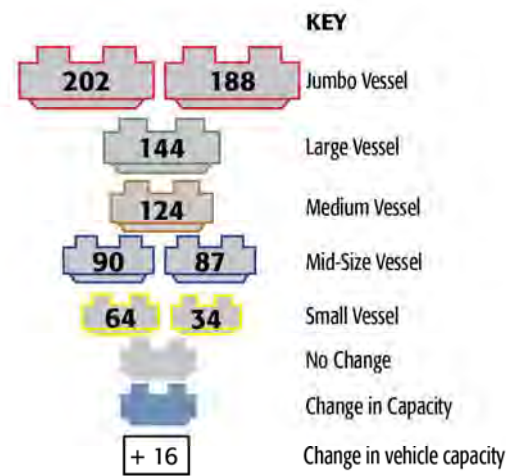 KEY
202 188 Jumbo Vessel
144 Large Vessel
124 Medium Vessel
90 87 Mid-Size Vessel
64 34 Small Vessel
No Change
Change in Capacity
+ 16 Change in vehicle capacity